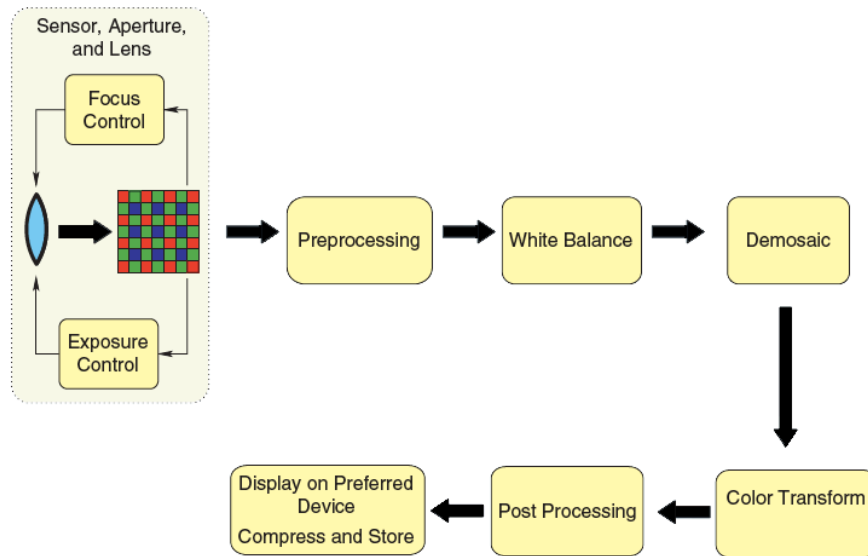 Sensor, Aperture,
and Lens
Focus
Control
Exposure
Control
Preprocessing
White Balance
Demosaic
Color Transform
Post Processing
Display on Preferred
Device
Compress and Store